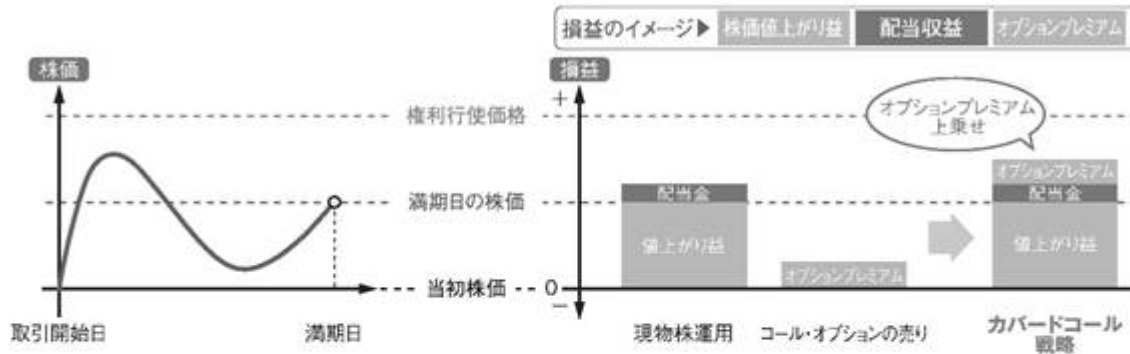 損益のイメージ▶ 株価値上がり益 配当収益 オプションプレミアム
株価
損益
+
権利行使価格
オプションプレミアム
上乗せ
オプションプレミアム
配当金
配当金
満期日の株価
値上がり益
値上がり益
オプションプレミアム
当初株価
0
−
取引開始日
満期日
現物株運用
コール・オプションの売り
カバードコール
戦略